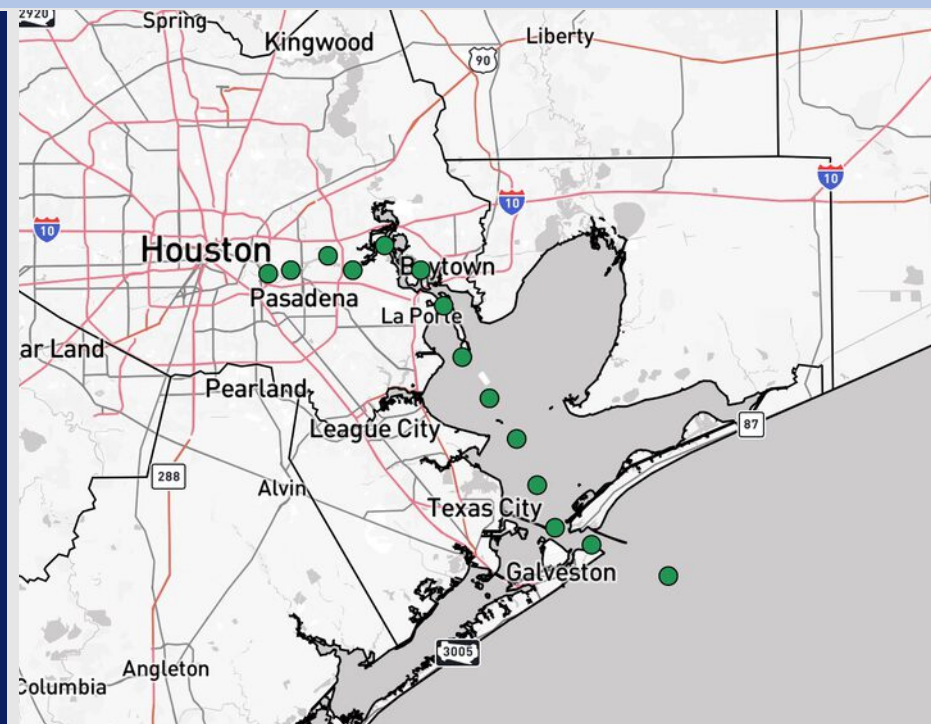 2920
Spring
Kingwood
Liberty
90
10
10
10
Houston
Baytown
Pasadena
La Porte
ar Land
Pearland
League City
87
288
Alvin
Texas City
Galveston
3005
Angleton
Columbia